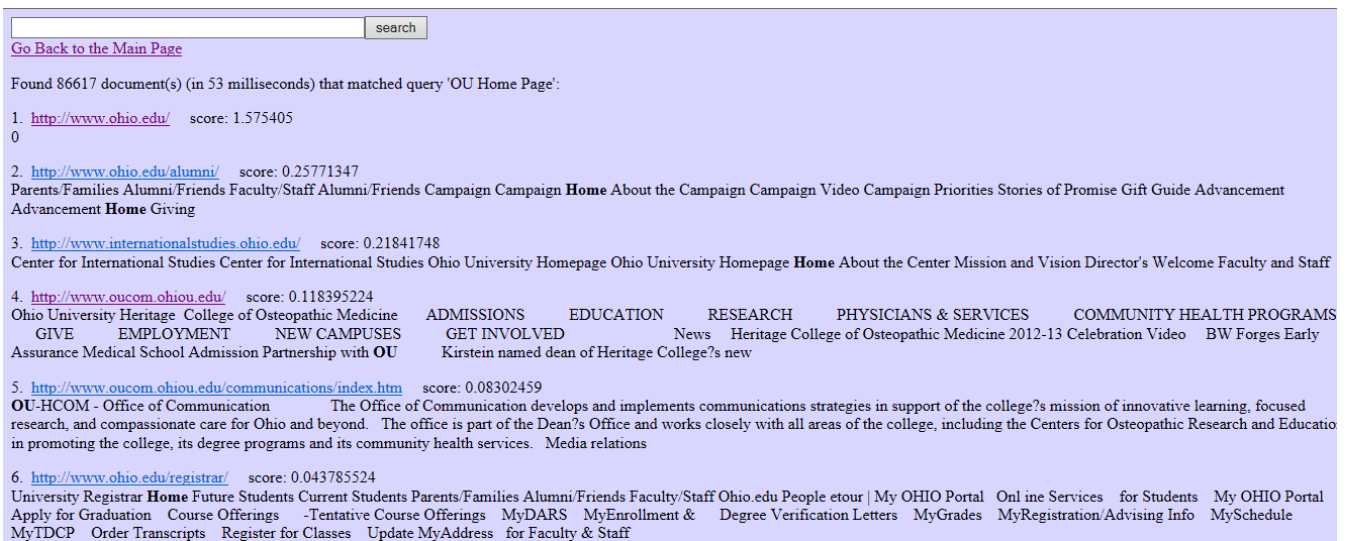 search
Go Back to the Main Page
Found 86617 document(s) (in 53 milliseconds) that matched query 'OU Home Page':
1. http://www.ohio.edu/ score: 1.575405
0
2. http://www.ohio.edu/alumni/ score: 0.25771347
Parents/Families Alumni/Friends Faculty/Staff Alumni/Friends Campaign Campaign Home About the Campaign Campaign Video Campaign Priorities Stories of Promise Gift Guide Advancement
Advancement Home Giving
3. http://www.internationalstudies.ohio.edu/ score: 0.21841748
Center for International Studies Center for International Studies Ohio University Homepage Ohio University Homepage Home About the Center Mission and Vision Director's Welcome Faculty and Staff
4. http://www.oucom.ohiou.edu/ score: 0.118395224
Ohio University Heritage College of Osteopathic Medicine ADMISSIONS EDUCATION RESEARCH PHYSICIANS & SERVICES COMMUNITY HEALTH PROGRAMS
GIVE EMPLOYMENT NEW CAMPUSES GET INVOLVED News Heritage College of Osteopathic Medicine 2012-13 Celebration Video BW Forges Early
Assurance Medical School Admission Partnership with OU Kirstein named dean of Heritage College?s new
5. http://www.oucom.ohiou.edu/communications/index.htm score: 0.08302459
OU-HCOM - Office of Communication The Office of Communication develops and implements communications strategies in support of the college?s mission of innovative learning, focused
research, and compassionate care for Ohio and beyond. The office is part of the Dean?s Office and works closely with all areas of the college, including the Centers for Osteopathic Research and Educatio
in promoting the college, its degree programs and its community health services. Media relations
6. http://www.ohio.edu/registrar/ score: 0.043785524
University Registrar Home Future Students Current Students Parents/Families Alumni/Friends Faculty/Staff Ohio.edu People etour | My OHIO Portal Onl ine Services for Students My OHIO Portal
Apply for Graduation Course Offerings -Tentative Course Offerings MyDARS MyEnrollment & Degree Verification Letters MyGrades MyRegistration/Advising Info MySchedule
MyTDCP Order Transcripts Register for Classes Update MyAddress for Faculty & Staff